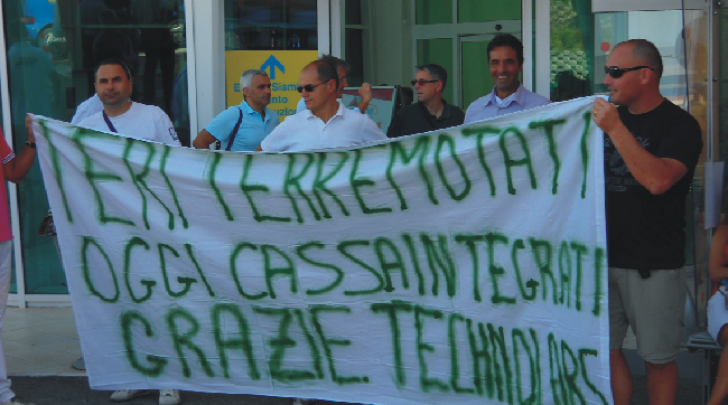 IERI TERREMOTATI
OGGI CASSAINTEGRATI
GRAZIE TECHNOLABS